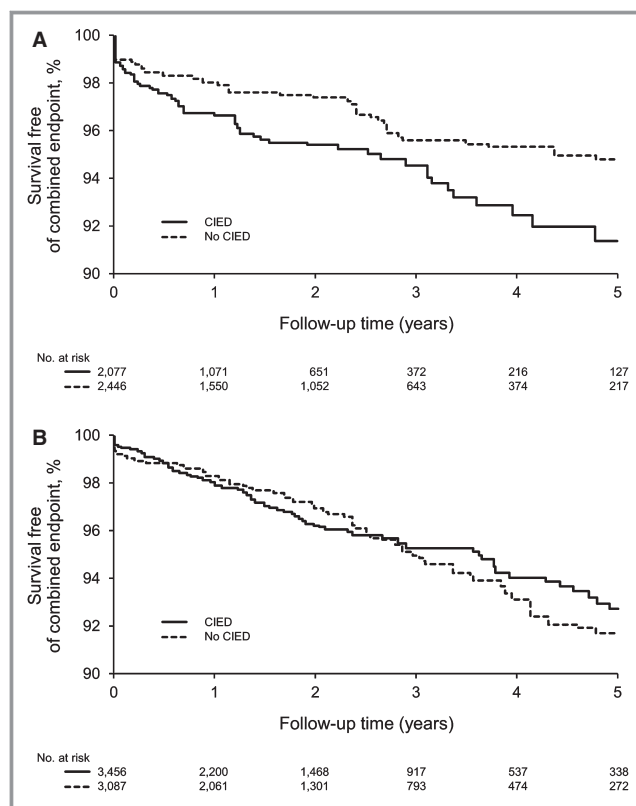 A
100
98
96
94
92
90
Survival free
of combined endpoint, %
CIED
No CIED
0 1 2 3 4 5
Follow-up time (years)
No. at risk
2,077 1,071 651 372 216 127
2,446 1,550 1,052 643 374 217
B
100
98
96
94
92
90
Survival free
of combined endpoint, %
CIED
No CIED
0 1 2 3 4 5
Follow-up time (years)
No. at risk
3,456 2,200 1,468 917 537 338
3,087 2,061 1,301 793 474 272